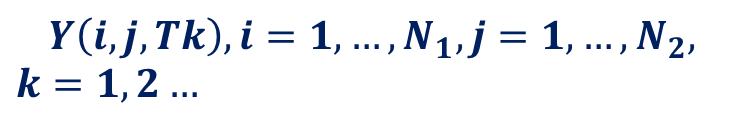 Y(i,j,Tk), i = 1, …, N₁, j = 1, …, N₂,
k = 1, 2 …